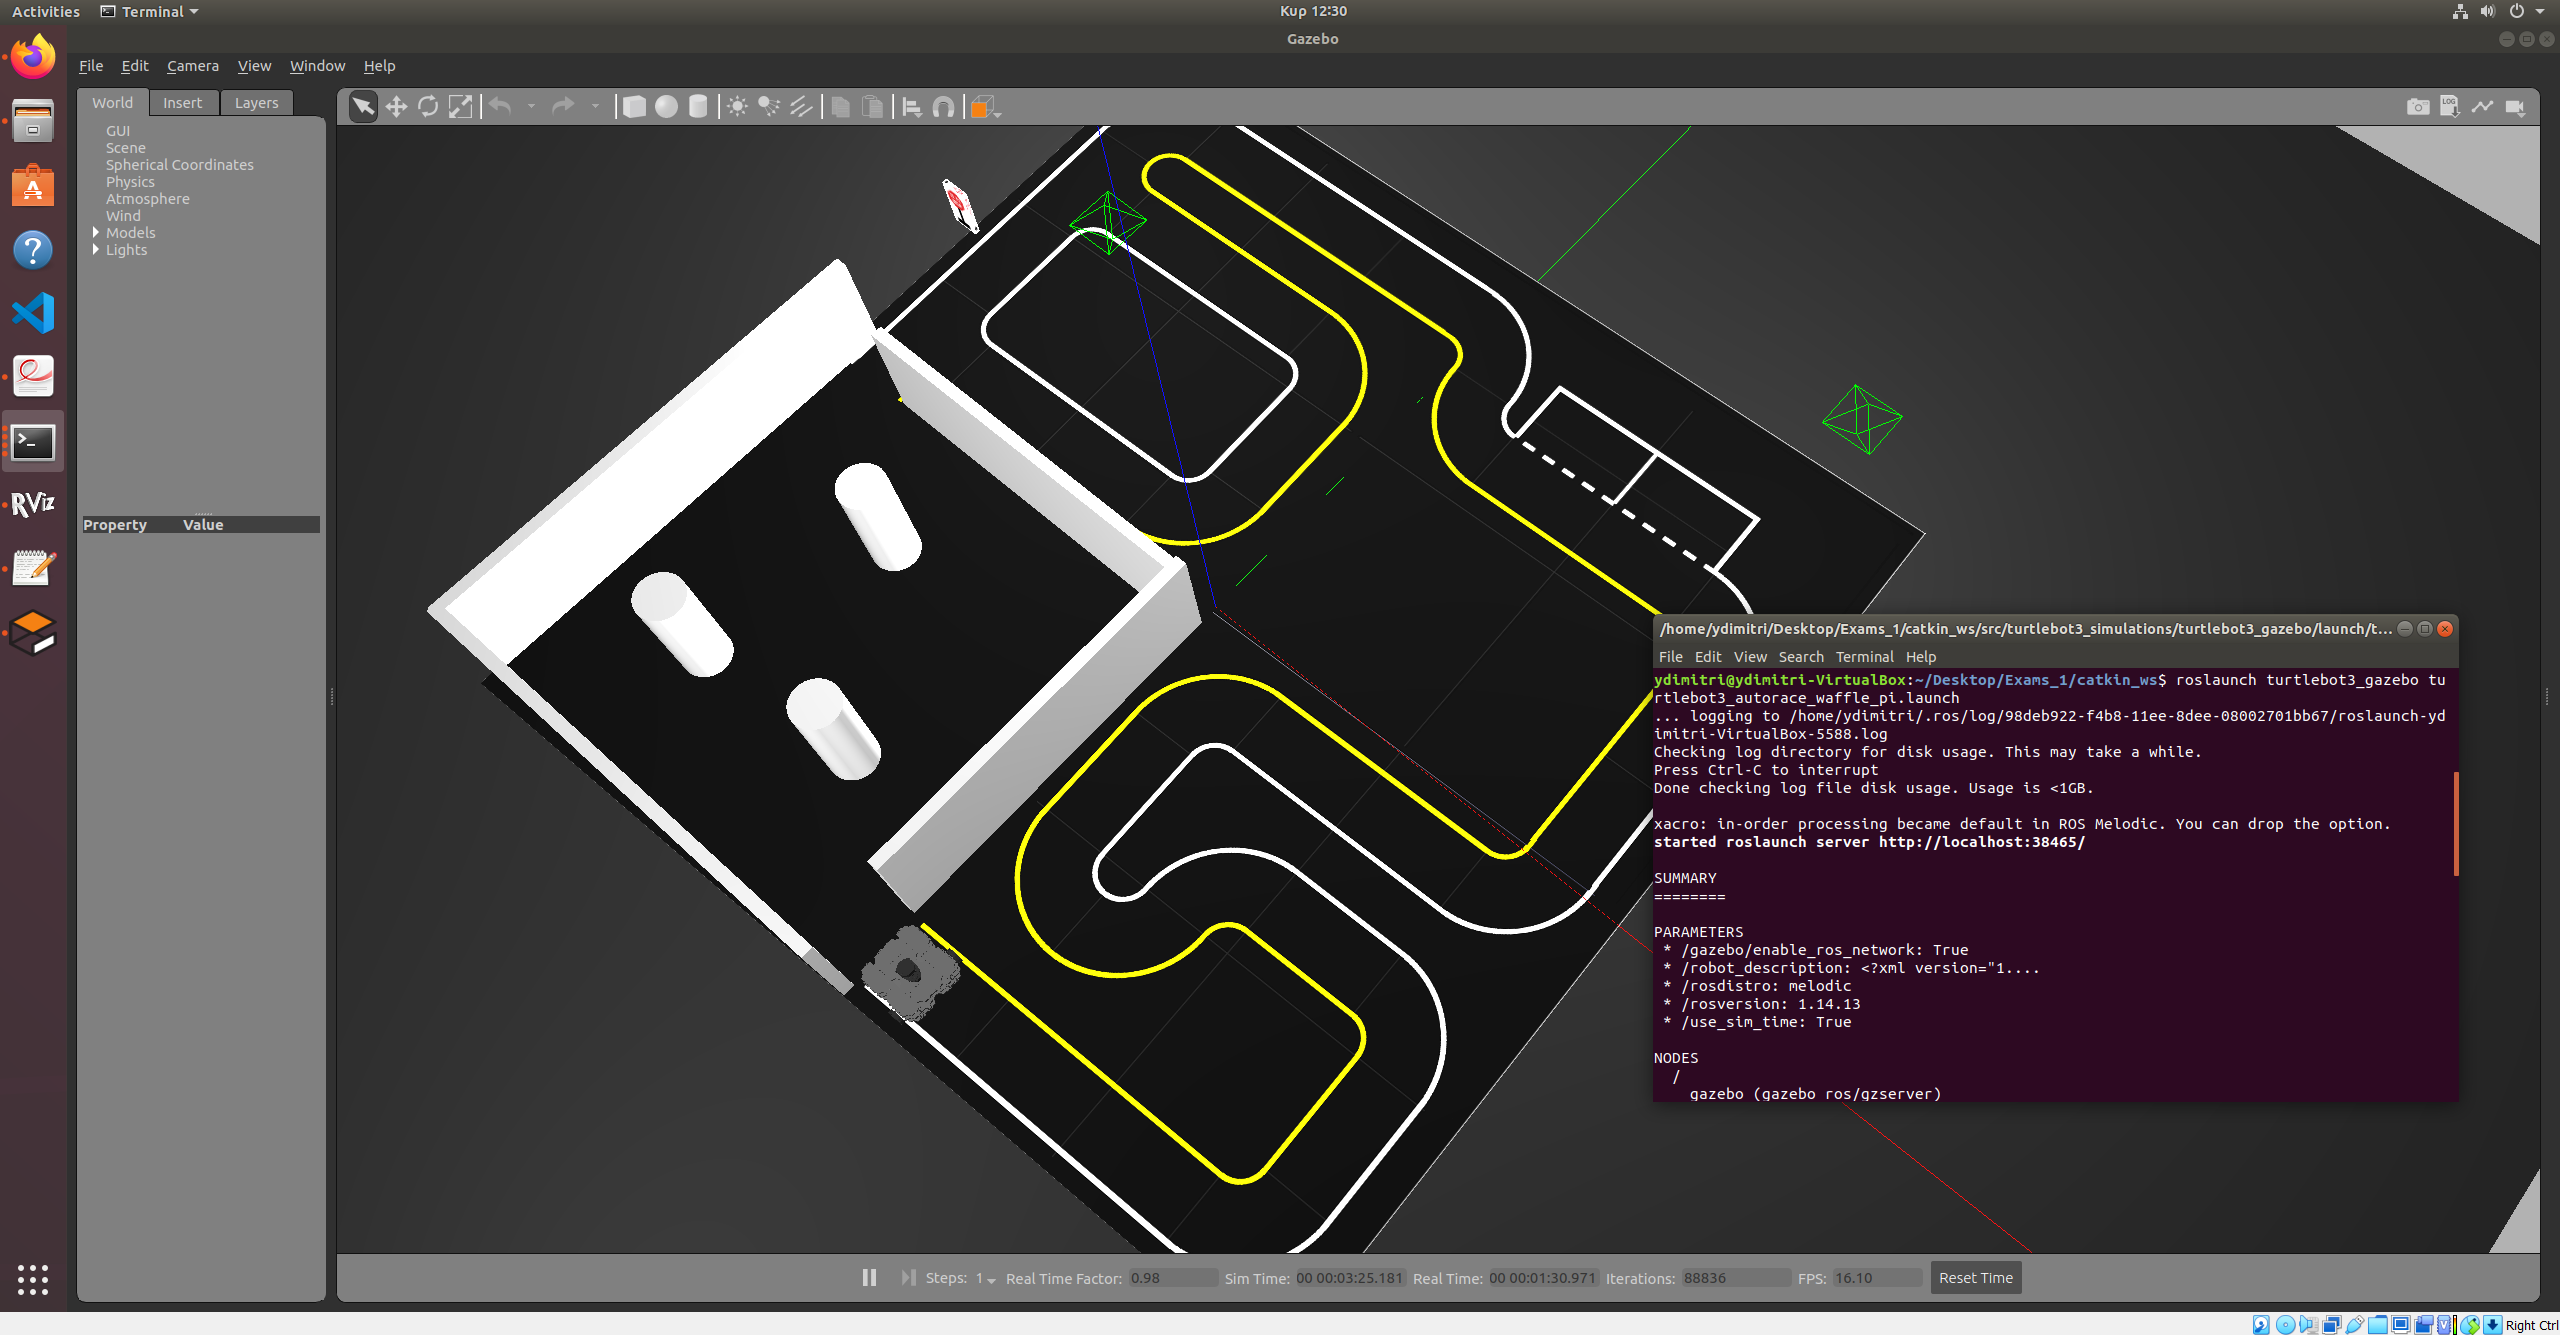 Activities
Terminal
Кыр 12:30
Gazebo
File Edit Camera View Window Help
World Insert Layers
GUI
Scene
Spherical Coordinates
Physics
Atmosphere
Wind
Models
Lights
Property Value
RViz
LOG
/home/ydimitri/Desktop/Exams_1/catkin_ws/src/turtlebot3_simulations/turtlebot3_gazebo/launch/t...
File Edit View Search Terminal Help
ydimitri@ydimitri-VirtualBox:~/Desktop/Exams_1/catkin_ws$ roslaunch turtlebot3_gazebo tu
rtlebot3_autorace_waffle_pi.launch
... logging to /home/ydimitri/.ros/log/98deb922-f4b8-11ee-8dee-08002701bb67/roslaunch-yd
imitri-VirtualBox-5588.log
Checking log directory for disk usage. This may take a while.
Press Ctrl-C to interrupt
Done checking log file disk usage. Usage is <1GB.
xacro: in-order processing became default in ROS Melodic. You can drop the option.
started roslaunch server http://localhost:38465/
SUMMARY
========
PARAMETERS
* /gazebo/enable_ros_network: True
* /robot_description: <?xml version="1....
* /rosdistro: melodic
* /rosversion: 1.14.13
* /use_sim_time: True
NODES
/
gazebo (gazebo_ros/gzserver)
Steps: 1 Real Time Factor: 0.98 Sim Time: 00 00:03:25.181 Real Time: 00 00:01:30.971 Iterations: 88836 FPS: 16.10 Reset Time
Right Ctrl